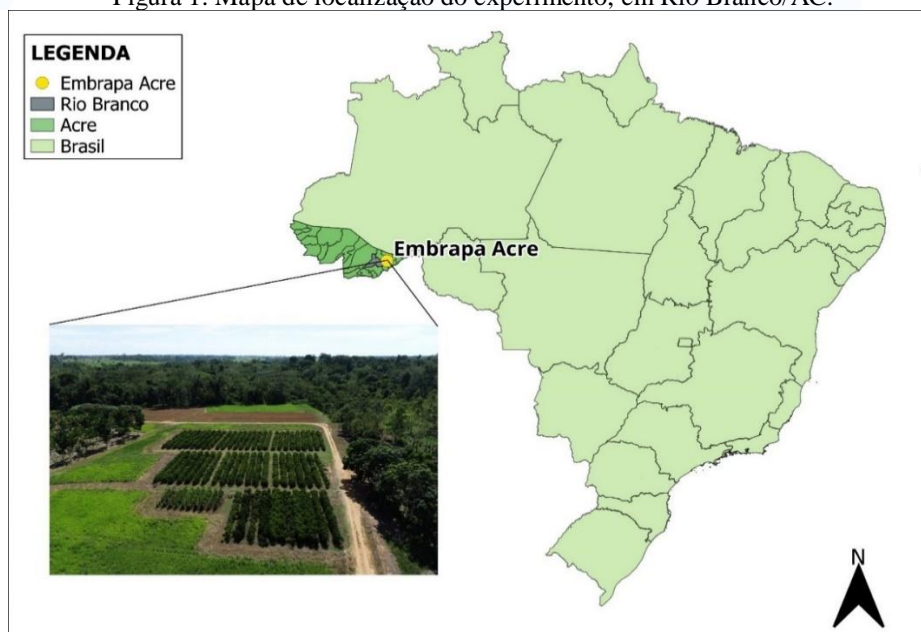 Figura 1. Mapa de localização do experimento, em Rio Branco/AC.
LEGENDA
Embrapa Acre
Rio Branco
Acre
Brasil
Embrapa Acre
N